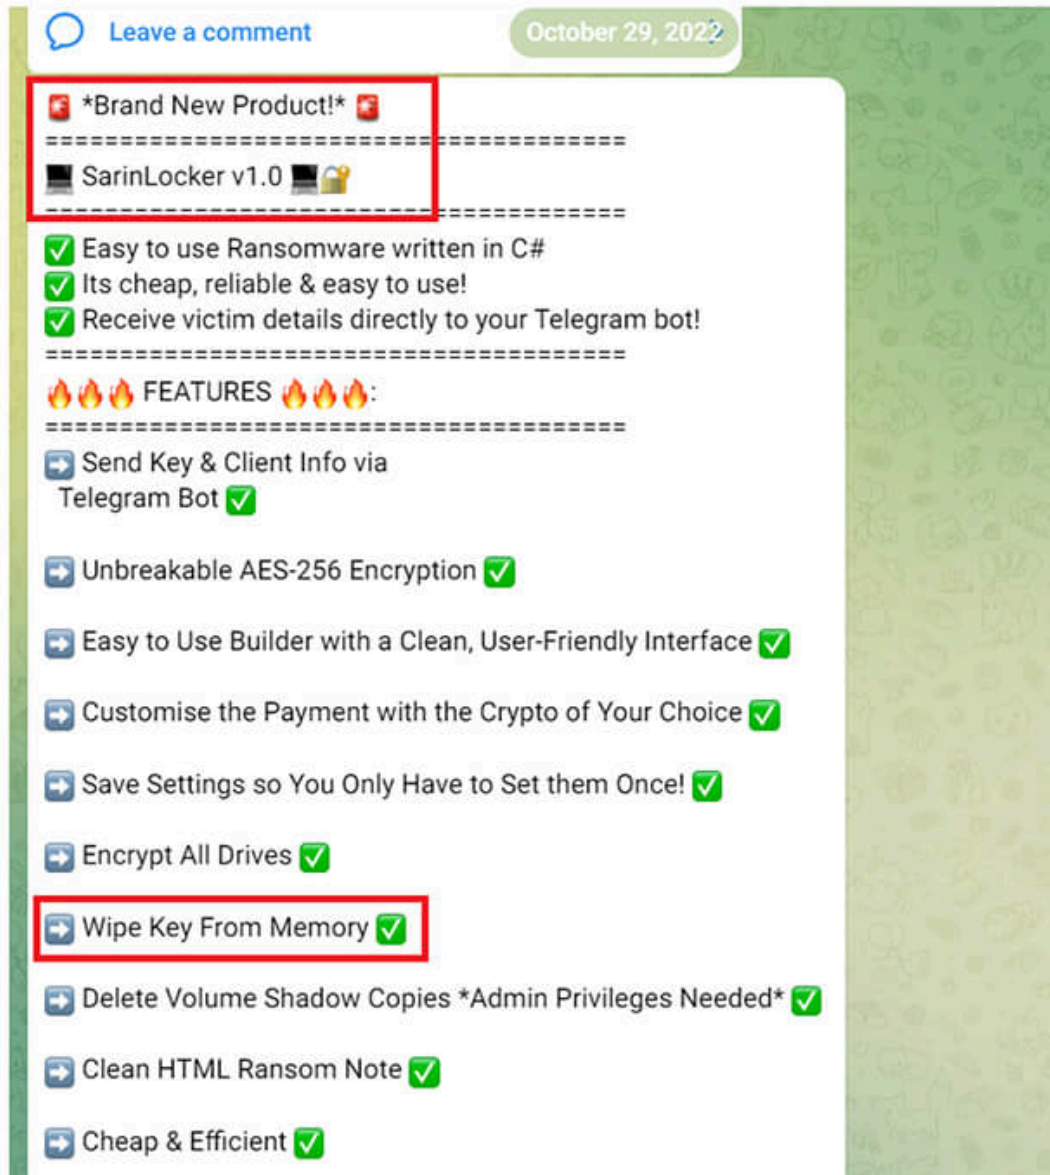 Leave a comment
October 29, 2022
🚨 *Brand New Product!* 🚨
=======================================
💻 SarinLocker v1.0 💻🔐
=======================================
✅ Easy to use Ransomware written in C#
✅ Its cheap, reliable & easy to use!
✅ Receive victim details directly to your Telegram bot!
=======================================
🔥🔥🔥 FEATURES 🔥🔥🔥:
=======================================
➡️ Send Key & Client Info via
Telegram Bot ✅
➡️ Unbreakable AES-256 Encryption ✅
➡️ Easy to Use Builder with a Clean, User-Friendly Interface ✅
➡️ Customise the Payment with the Crypto of Your Choice ✅
➡️ Save Settings so You Only Have to Set them Once! ✅
➡️ Encrypt All Drives ✅
➡️ Wipe Key From Memory ✅
➡️ Delete Volume Shadow Copies *Admin Privileges Needed* ✅
➡️ Clean HTML Ransom Note ✅
➡️ Cheap & Efficient ✅